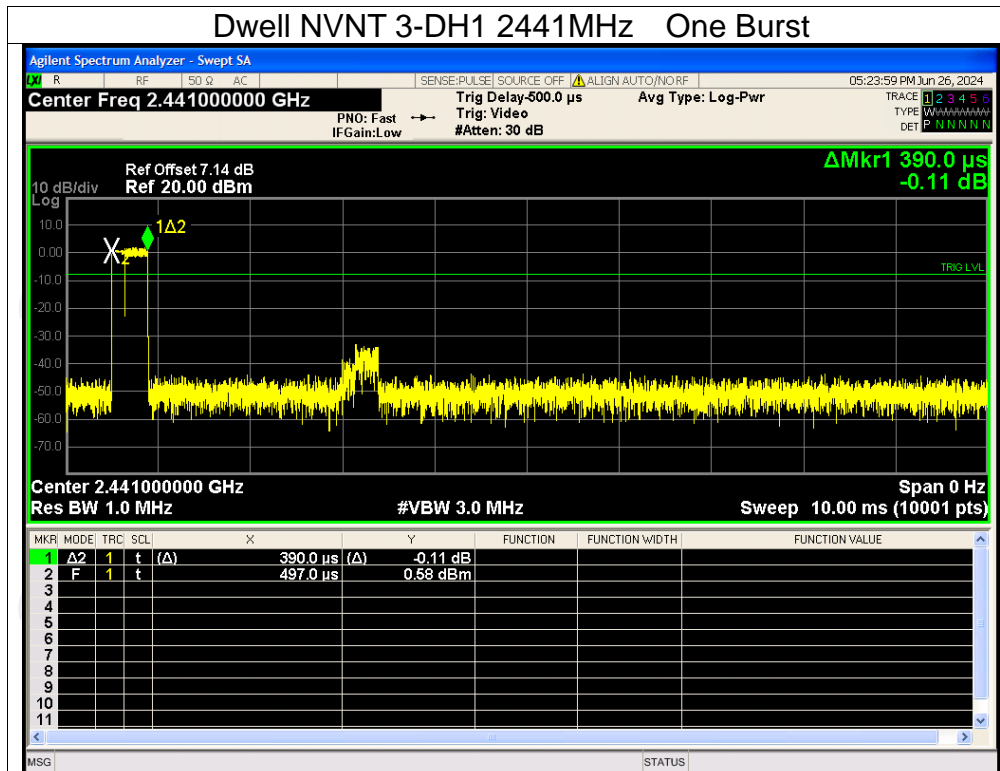 Dwell NVNT 3-DH1 2441MHz One Burst
Agilent Spectrum Analyzer - Swept SA
LXI R RF 50 Ω AC SENSE:PULSE SOURCE OFF ALIGN AUTO/NO RF 05:23:59 PM Jun 26, 2024
Center Freq 2.441000000 GHz
PNO: Fast
IFGain:Low
Trig Delay-500.0 µs
Trig: Video
#Atten: 30 dB
Avg Type: Log-Pwr
TRACE 1 2 3 4 5 6
TYPE WWWWWW
DET P N N N N N
ΔMkr1 390.0 µs
-0.11 dB
Ref Offset 7.14 dB
10 dB/div Ref 20.00 dBm
Log
10.0
0.00
-10.0
-20.0
-30.0
-40.0
-50.0
-60.0
-70.0
1Δ2
2
TRIG LVL
Center 2.441000000 GHz Span 0 Hz
Res BW 1.0 MHz #VBW 3.0 MHz Sweep 10.00 ms (10001 pts)
MKR MODE TRC SCL X Y FUNCTION FUNCTION WIDTH FUNCTION VALUE
1 Δ2 1 t (Δ) 390.0 µs (Δ) -0.11 dB
2 F 1 t 497.0 µs 0.58 dBm
3
4
5
6
7
8
9
10
11
MSG STATUS